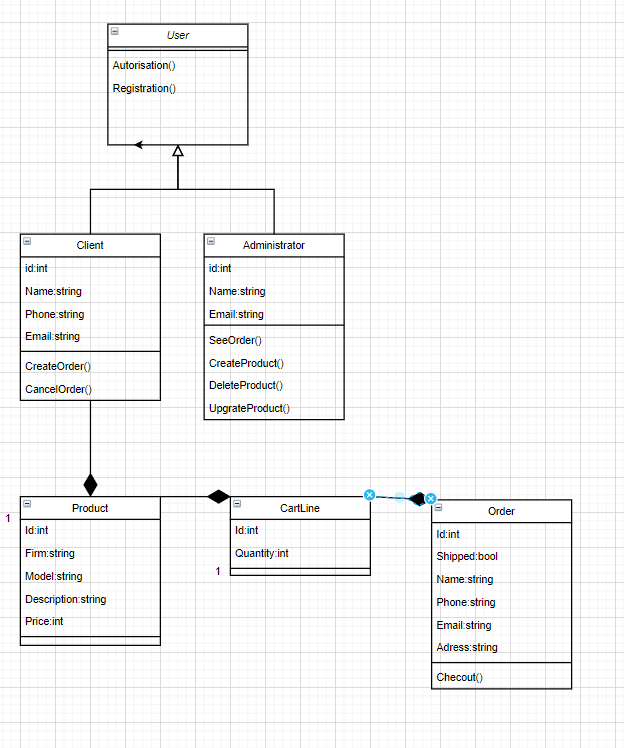 User
Autorisation()
Registration()
Client
id:int
Name:string
Phone:string
Email:string
CreateOrder()
CancelOrder()
Administrator
id:int
Name:string
Email:string
SeeOrder()
CreateProduct()
DeleteProduct()
UpgrateProduct()
Product
1
Id:int
Firm:string
Model:string
Description:string
Price:int
CartLine
Id:int
Quantity:int
1
Order
Id:int
Shipped:bool
Name:string
Phone:string
Email:string
Adress:string
Checout()